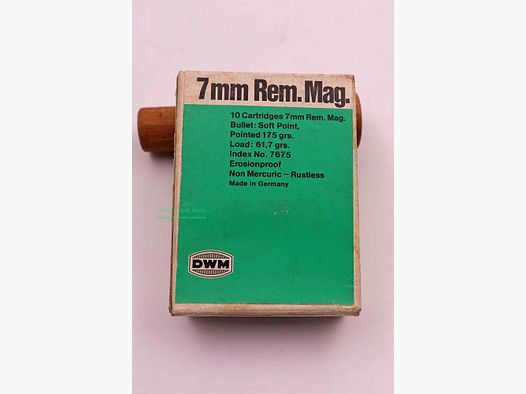 7mm Rem. Mag.
10 Cartridges 7mm Rem. Mag.
Bullet: Soft Point,
Pointed 175 grs.
Load: 61,7 grs.
Index No. 7675
Erosionproof
Non Mercuric – Rustless
Made in Germany
DWM